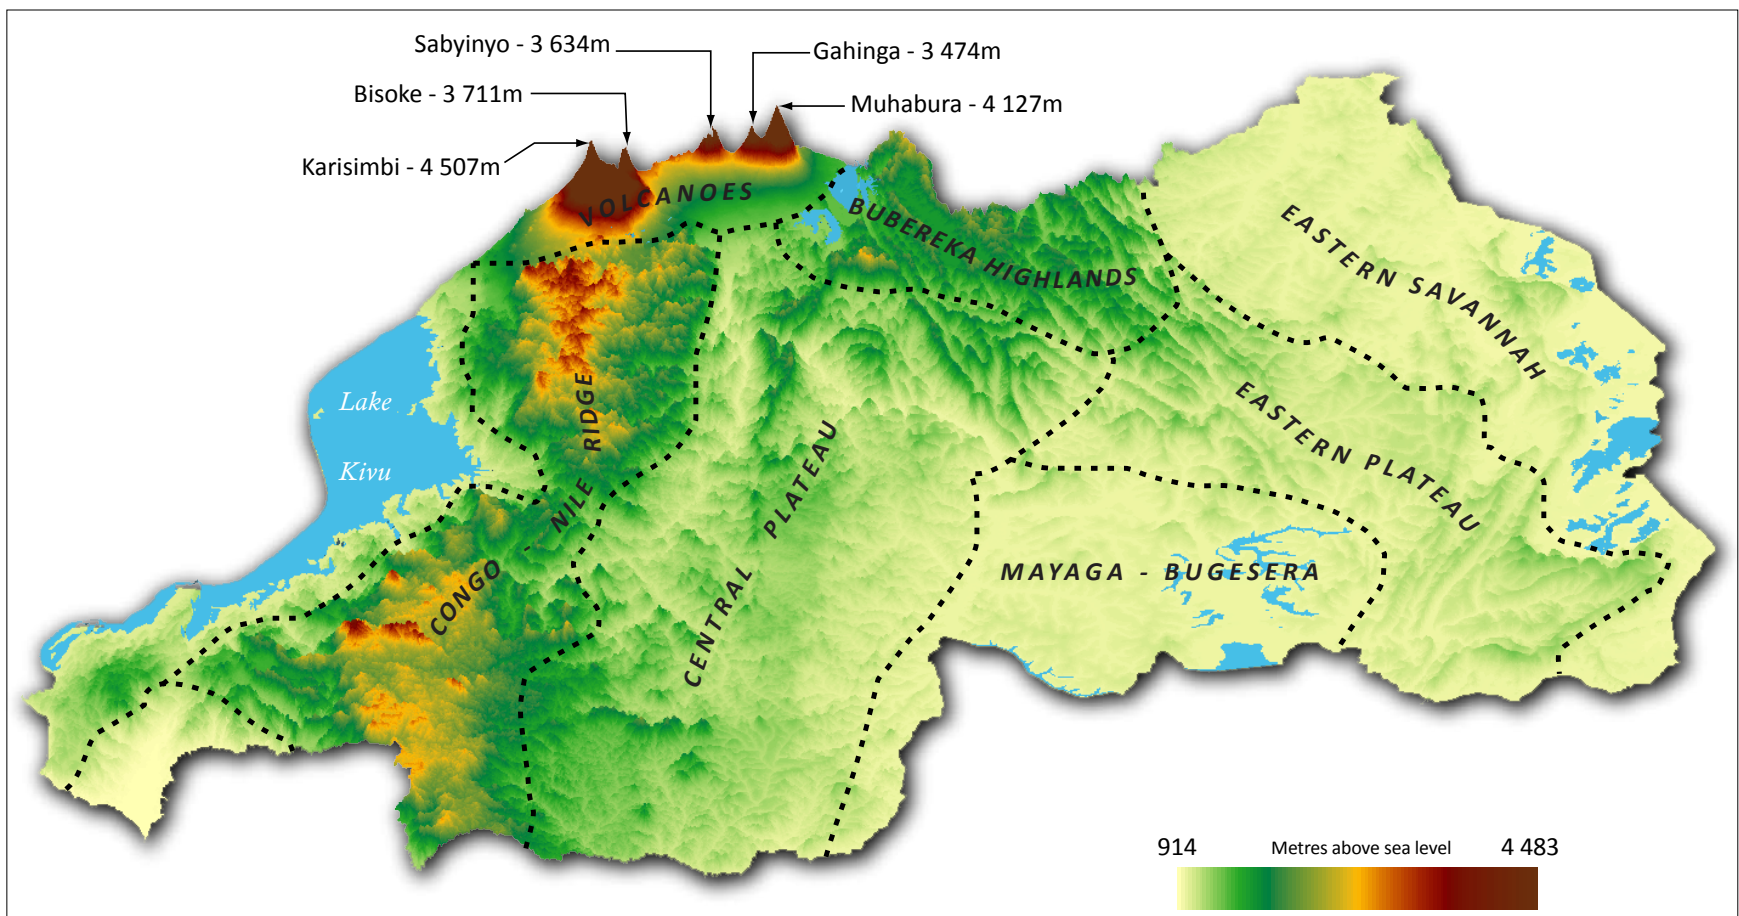 Sabyinyo - 3 634m
Gahinga - 3 474m
Bisoke - 3 711m
Muhabura - 4 127m
Karisimbi - 4 507m
VOLCANOES
BUBEREKA HIGHLANDS
EASTERN SAVANNAH
Lake
Kivu
CONGO - NILE RIDGE
CENTRAL PLATEAU
EASTERN PLATEAU
MAYAGA - BUGESERA
914 Metres above sea level 4 483